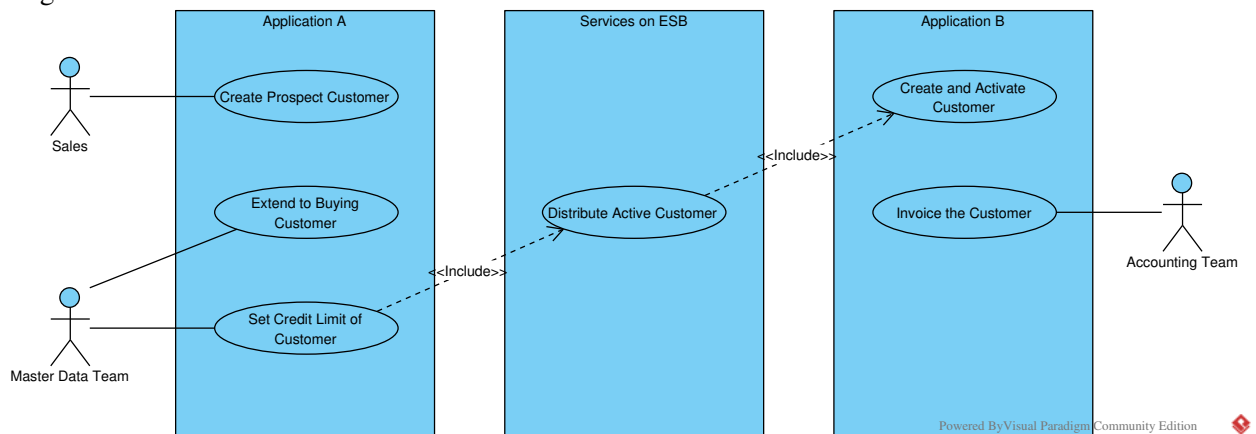 Application A
Services on ESB
Application B
Create Prospect Customer
Create and Activate
Customer
Sales
<<Include>>
Extend to Buying
Customer
Distribute Active Customer
Invoice the Customer
Accounting Team
<<Include>>
Set Credit Limit of
Customer
Master Data Team
Powered ByVisual Paradigm Community Edition